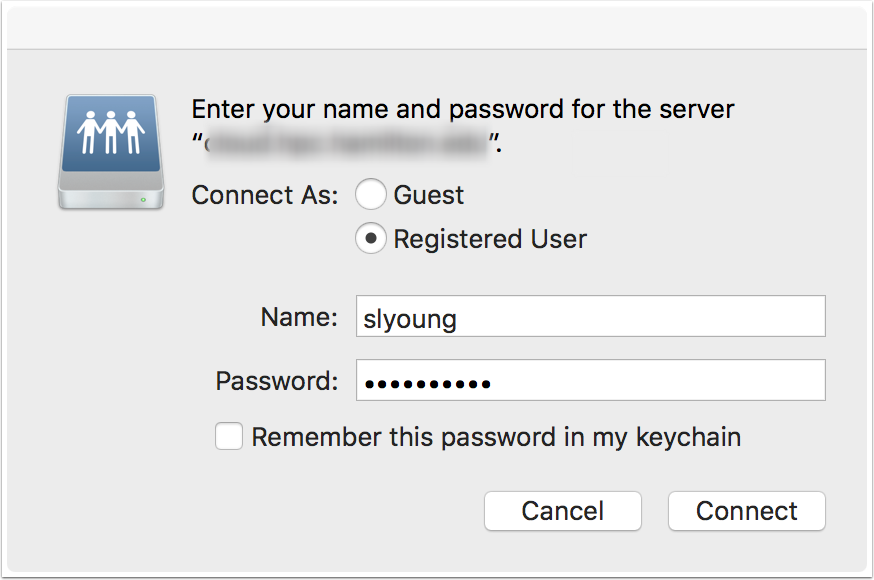 Enter your name and password for the server
“ ”.
Connect As: Guest
Registered User
Name: slyoung
Password: ••••••••••
Remember this password in my keychain
Cancel Connect